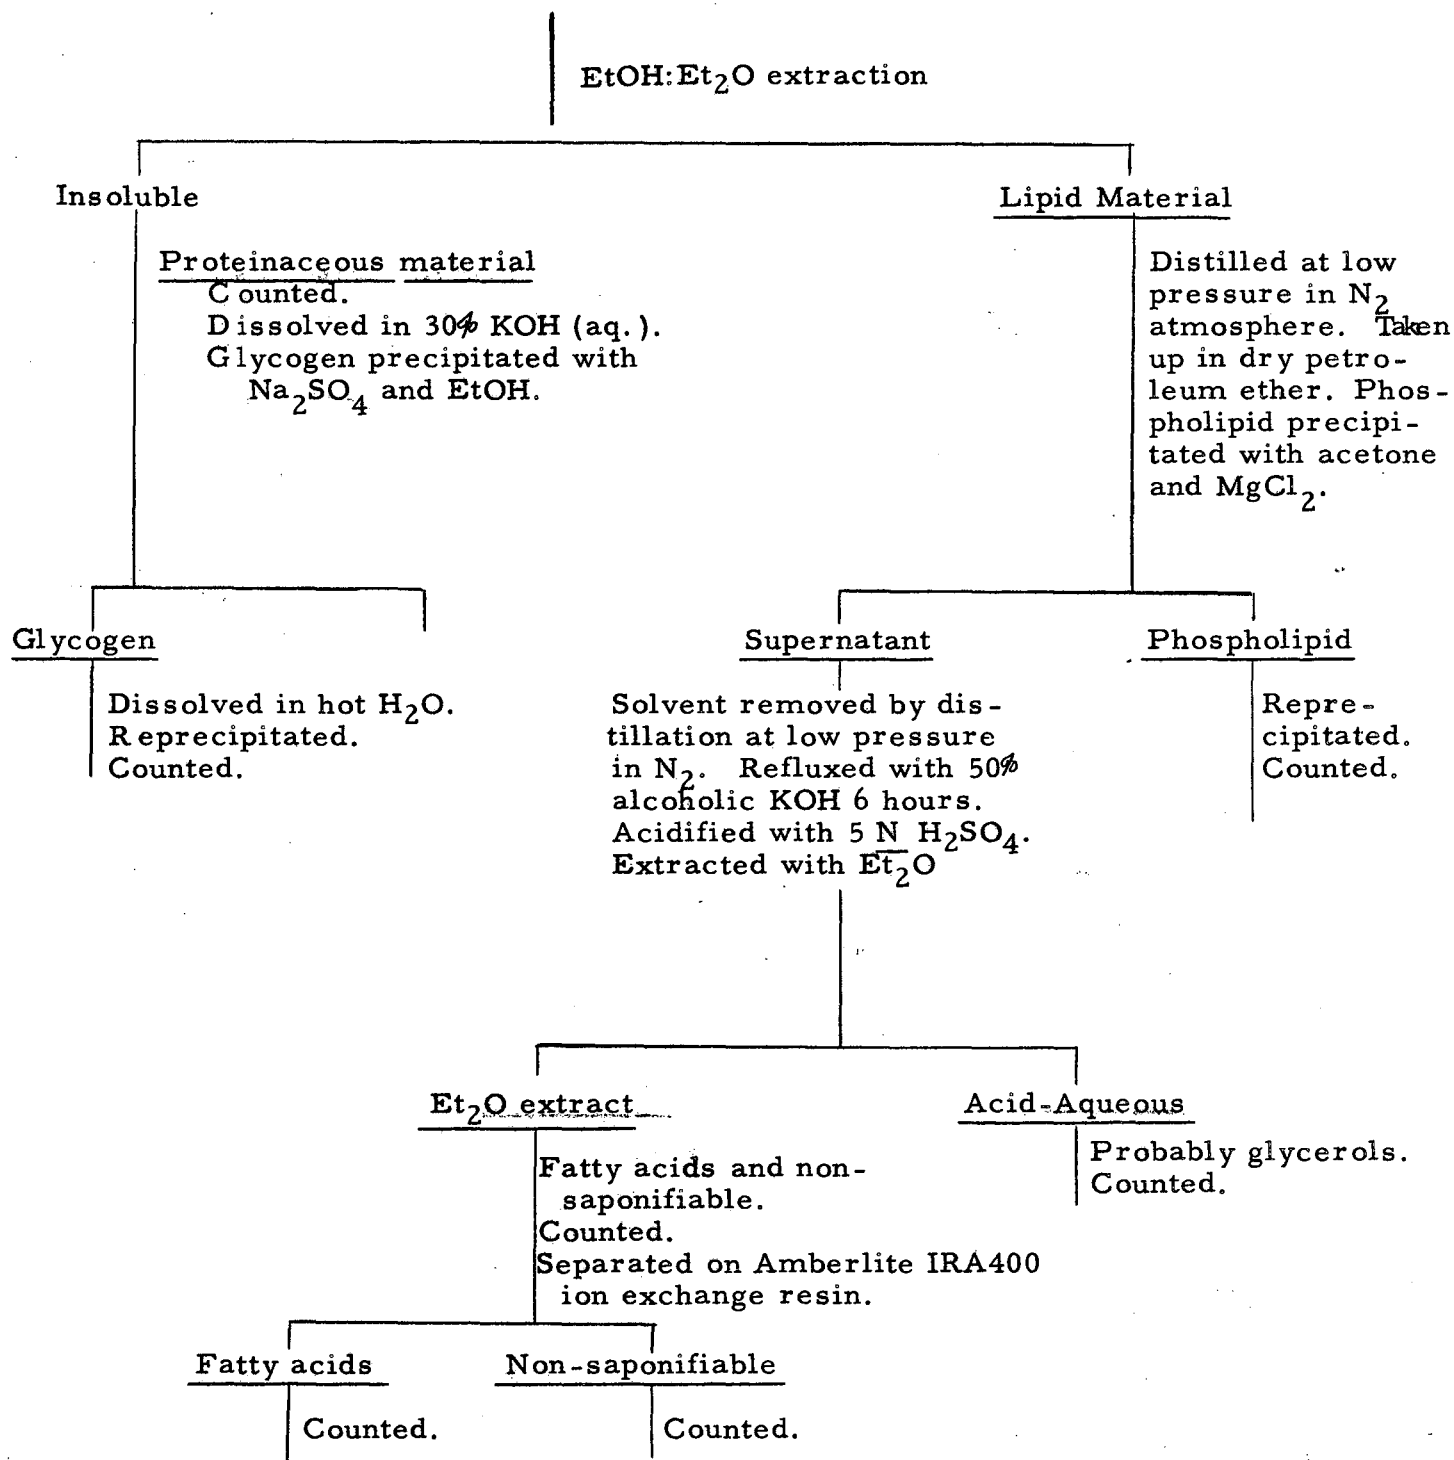 EtOH:Et₂O extraction
Insoluble
Lipid Material
Proteinaceous material
Counted.
Dissolved in 30% KOH (aq.).
Glycogen precipitated with
Na₂SO₄ and EtOH.
Distilled at low
pressure in N₂
atmosphere. Taken
up in dry petro-
leum ether. Phos-
pholipid precipi-
tated with acetone
and MgCl₂.
Glycogen
Supernatant
Phospholipid
Dissolved in hot H₂O.
Reprecipitated.
Counted.
Solvent removed by dis-
tillation at low pressure
in N₂. Refluxed with 50%
alcoholic KOH 6 hours.
Acidified with 5 N H₂SO₄.
Extracted with Et₂O
Repre-
cipitated.
Counted.
Et₂O extract
Acid-Aqueous
Fatty acids and non-
saponifiable.
Counted.
Separated on Amberlite IRA400
ion exchange resin.
Probably glycerols.
Counted.
Fatty acids
Non-saponifiable
Counted.
Counted.